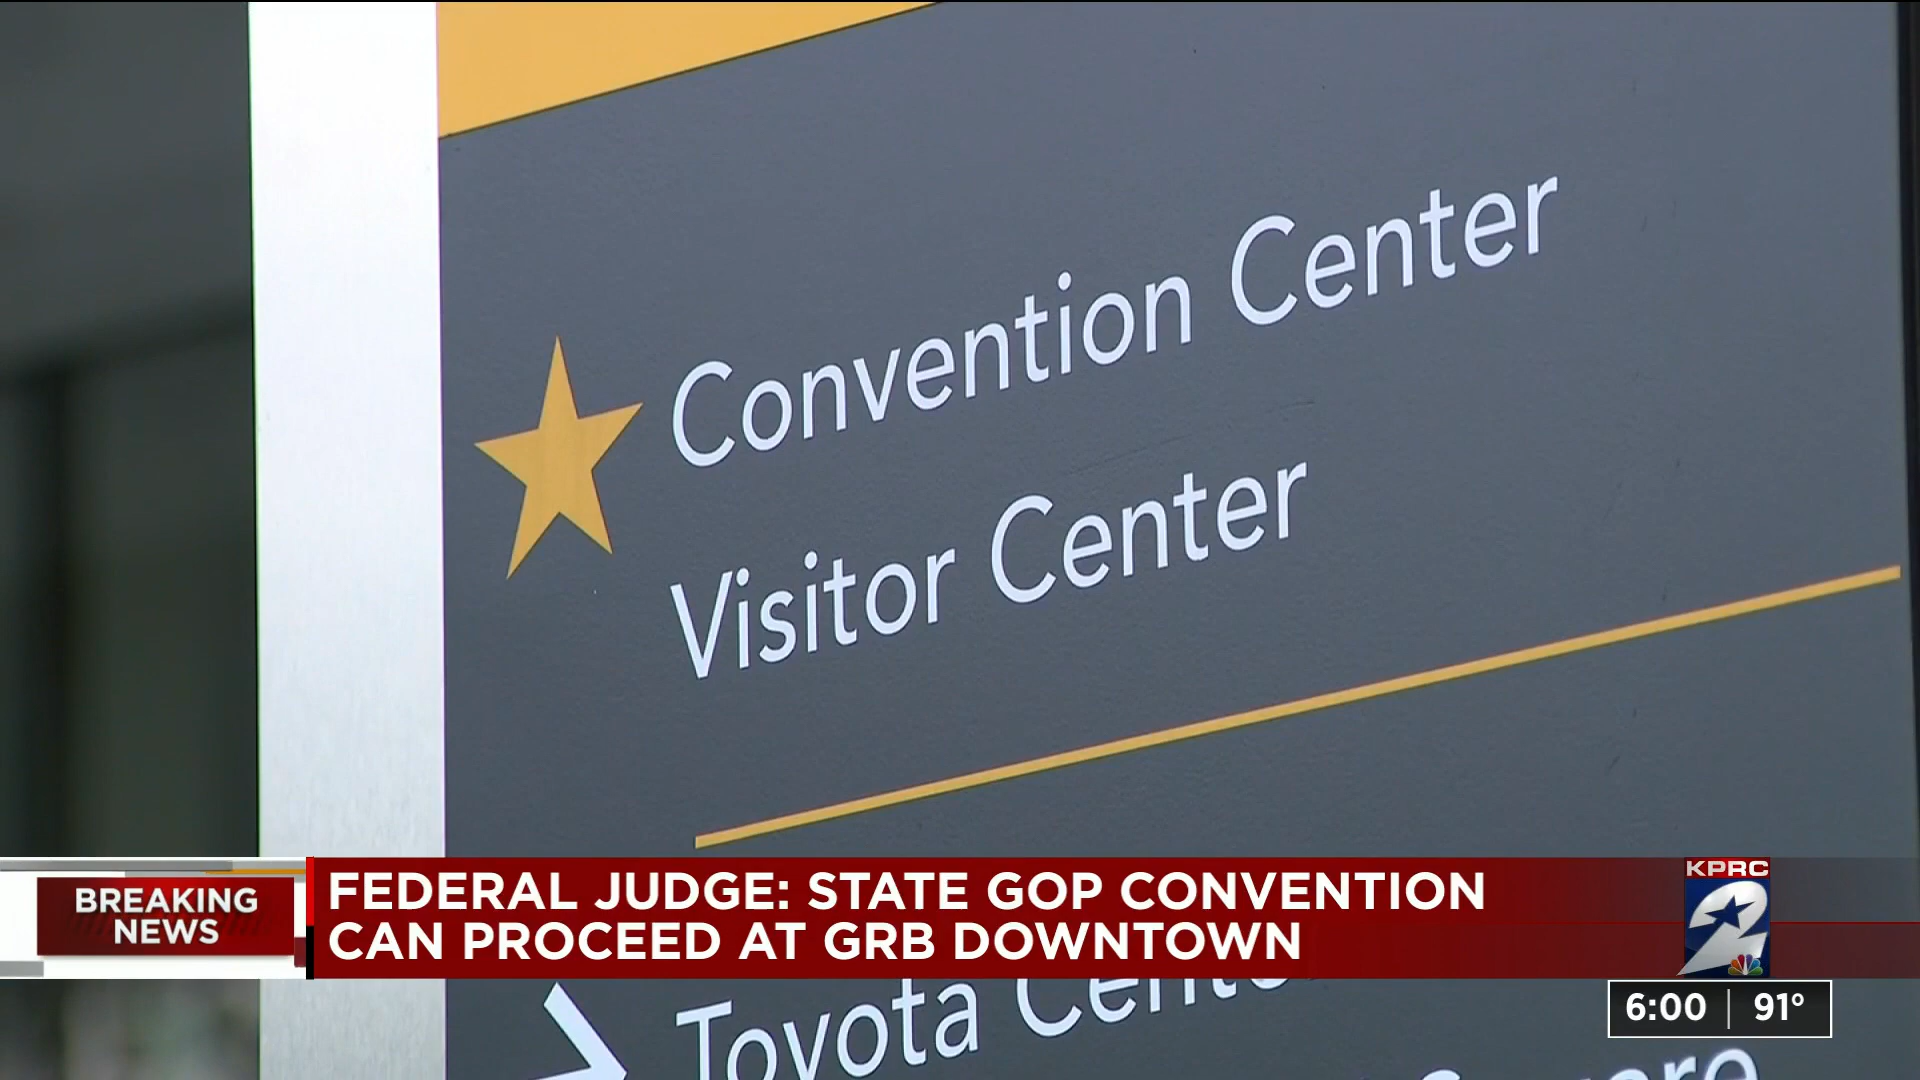 Convention Center
Visitor Center
BREAKING
NEWS
FEDERAL JUDGE: STATE GOP CONVENTION
CAN PROCEED AT GRB DOWNTOWN
KPRC
2
Toyota Center
6:00 | 91°